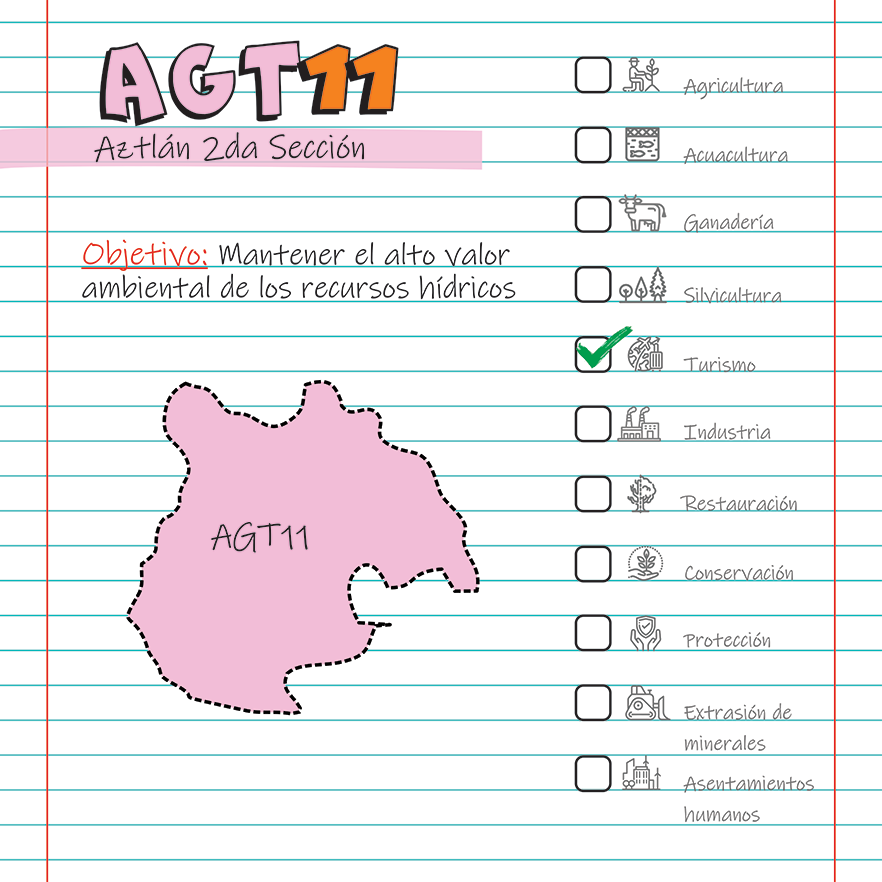 AGT11
Aztlán 2da Sección
Objetivo: Mantener el alto valor
ambiental de los recursos hídricos
AGT11
Agricultura
Acuacultura
Ganadería
Silvicultura
Turismo
Industria
Restauración
Conservación
Protección
Extrasión de
minerales
Asentamientos
humanos